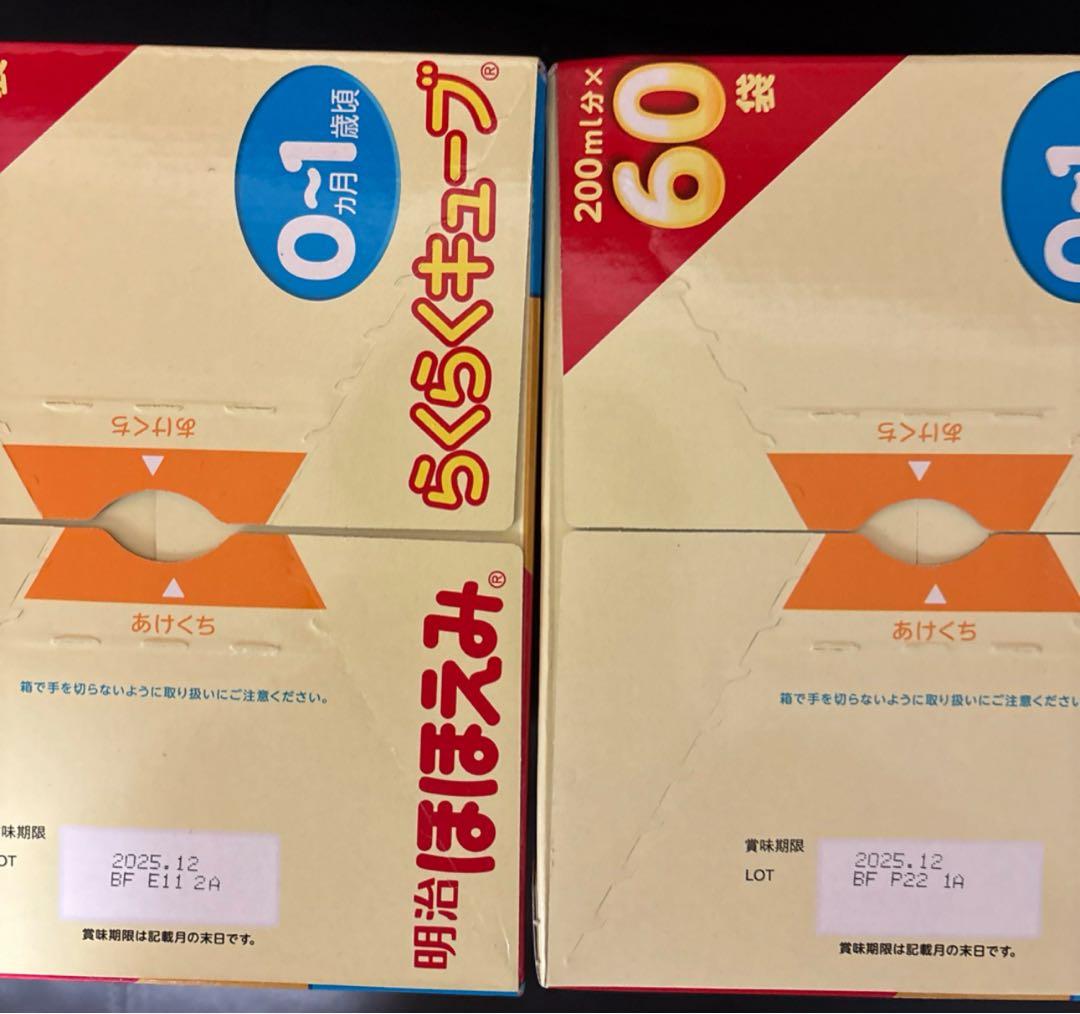 0カ月~1歳頃
らくらくキューブ®
あけくち
あけくち
箱で手を切らないように取り扱いにご注意ください。
明治ほほえみ®
味期限
2025.12
OT
BF E11 2A
賞味期限は記載月の末日です。
200ml分×
60
袋
0~1
あけくち
あけくち
箱で手を切らないように取り扱いにご注意くださ
賞味期限
2025.12
LOT
BF P22 1A
賞味期限は記載月の末日です。